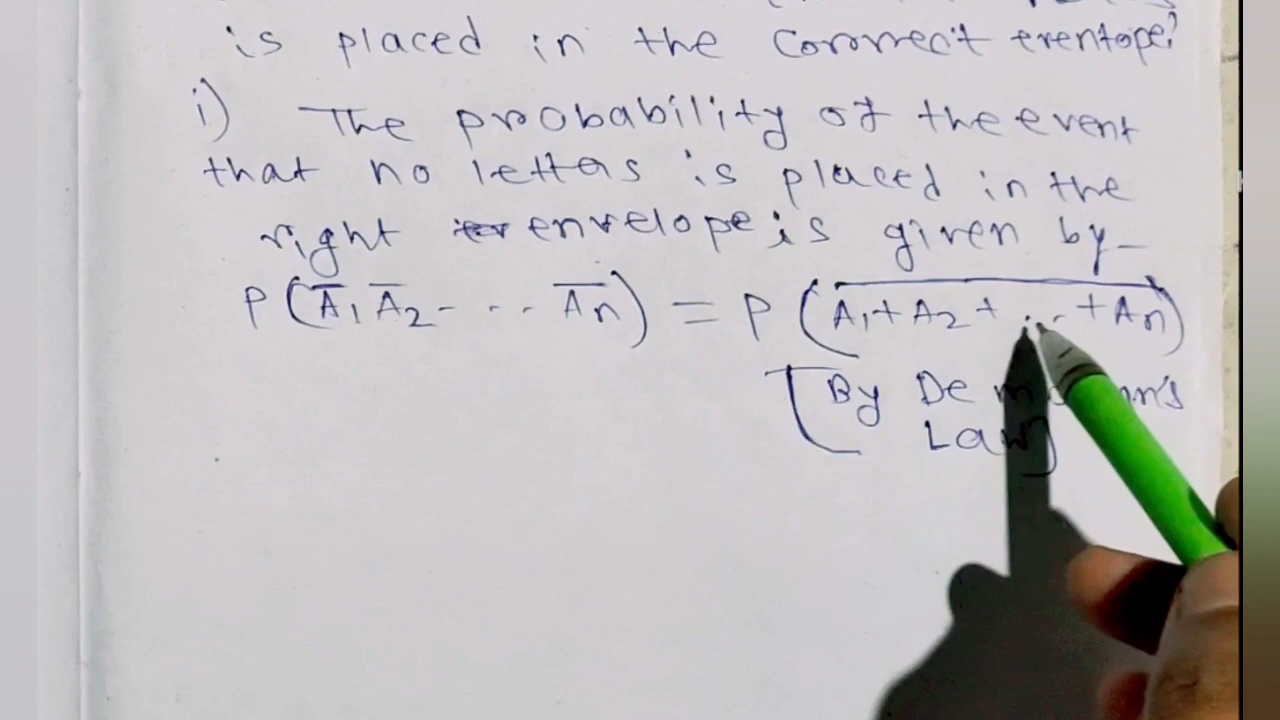 is placed in the correct envelope?
i) The probability of the event
that no letters is placed in the
right envelope is given by-
P(A̅₁ A̅₂ - ... A̅n) = P(‾A₁+A₂+...+An‾)
[By De
Law]